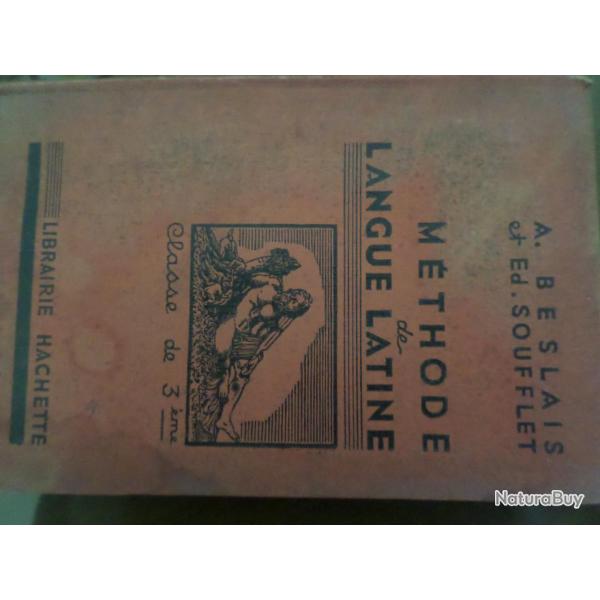 A. BESLAIS
et Ed. SOUFFLET
MÉTHODE
de
LANGUE LATINE
Classe de 3ème
LIBRAIRIE HACHETTE
NaturaBuy